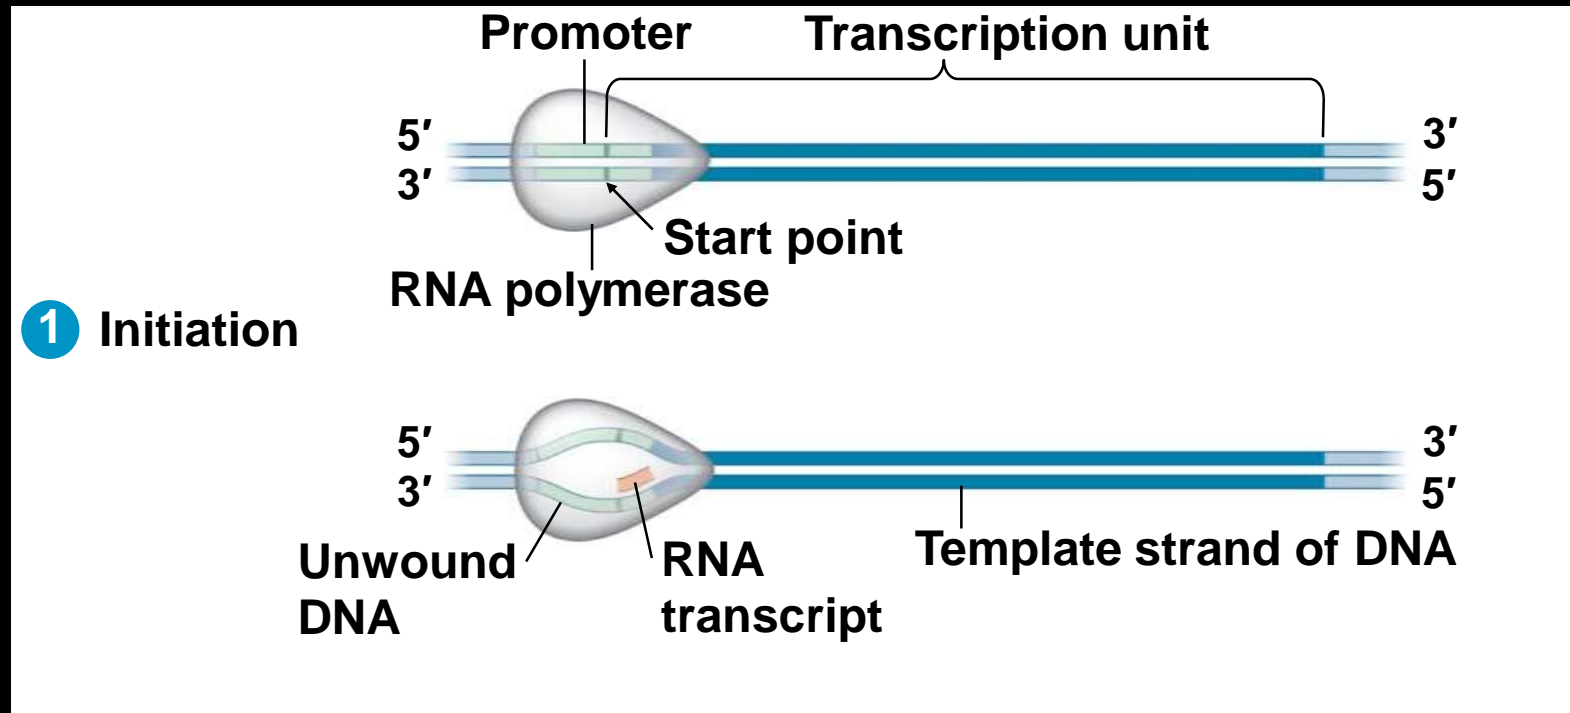 Promoter
Transcription unit
5′
3′
3′
5′
Start point
RNA polymerase
1 Initiation
5′
3′
3′
5′
Unwound
DNA
RNA
transcript
Template strand of DNA